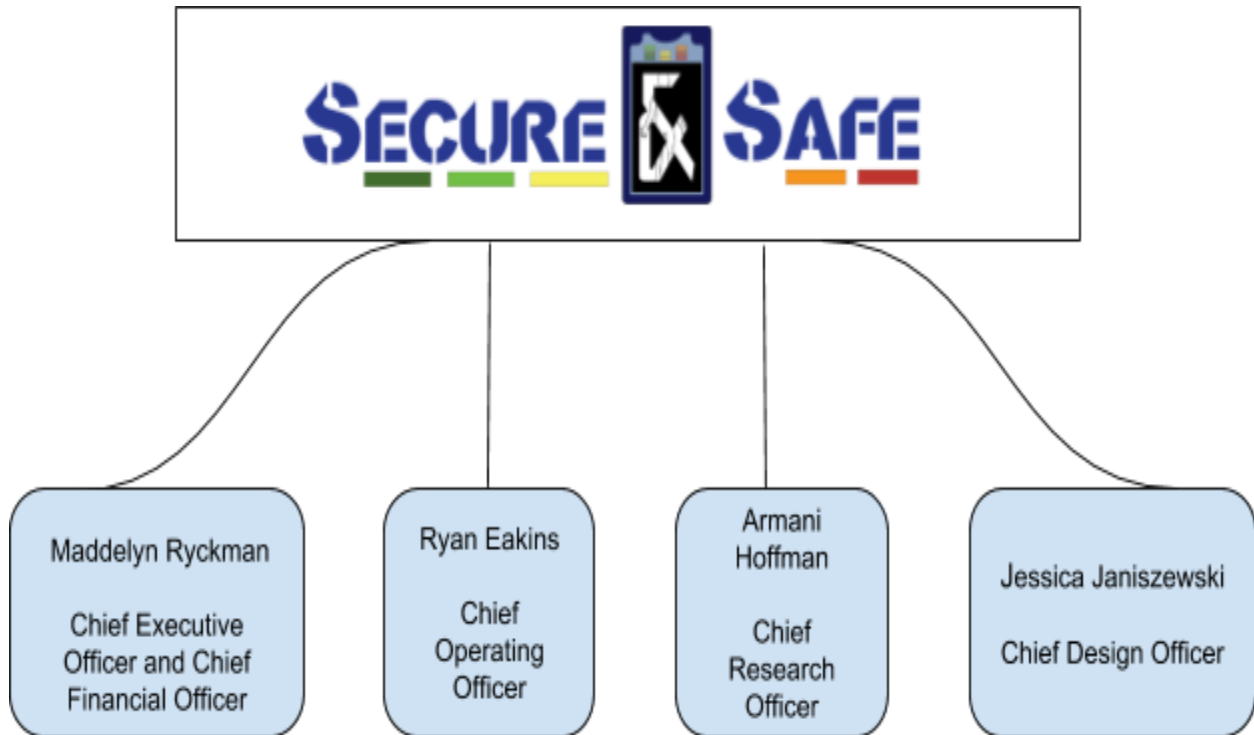 SECURE & SAFE
Maddelyn Ryckman
Chief Executive
Officer and Chief
Financial Officer
Ryan Eakins
Chief
Operating
Officer
Armani
Hoffman
Chief
Research
Officer
Jessica Janiszewski
Chief Design Officer